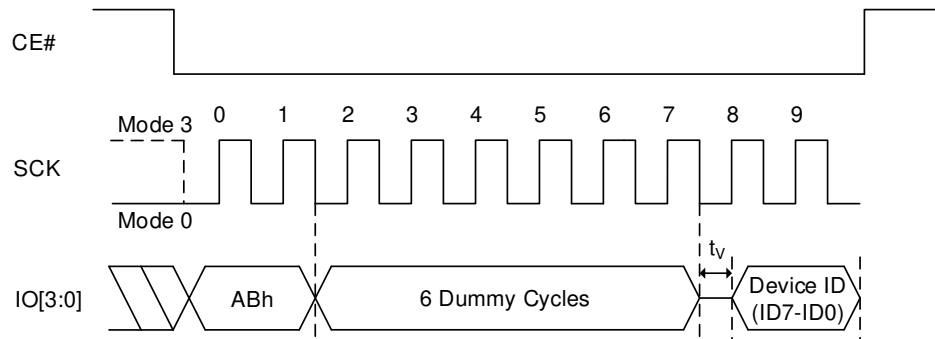 CE#
0 1 2 3 4 5 6 7 8 9
Mode 3
SCK
Mode 0
tV
IO[3:0]
ABh
6 Dummy Cycles
Device ID
(ID7-ID0)